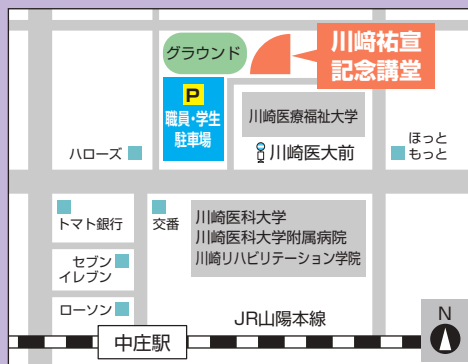 グラウンド
川﨑祐宣
記念講堂
P
職員・学生
駐車場
川崎医療福祉大学
川崎医大前
ハローズ
ほっと
もっと
トマト銀行
交番
川崎医科大学
川崎医科大学附属病院
川崎リハビリテーション学院
セブン
イレブン
ローソン
JR山陽本線
中庄駅
N